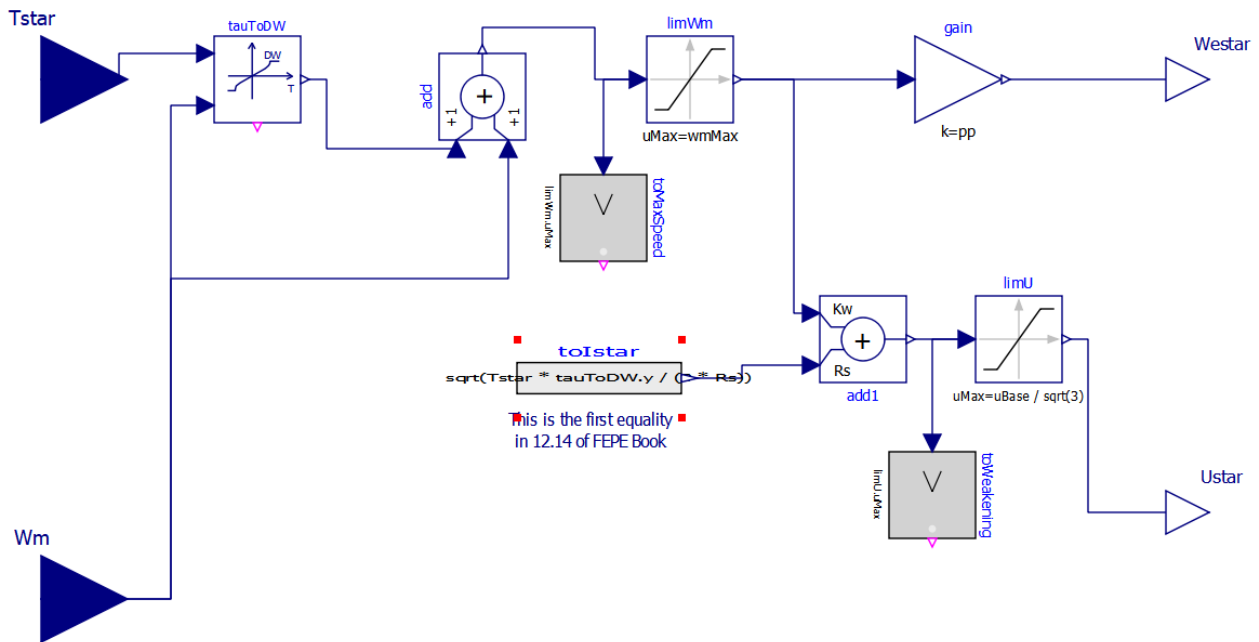 Tstar
tauToDW
DW
T
add
+1
+1
limWm
uMax=wmMax
gain
k=pp
Westar
toMaxSpeed
limWm.uMax
toIstar
sqrt(Tstar * tauToDW.y / (3 * Rs))
This is the first equality
in 12.14 of FEPE Book
Kw
Rs
add1
limU
uMax=uBase / sqrt(3)
toWeakening
limU.uMax
Ustar
Wm